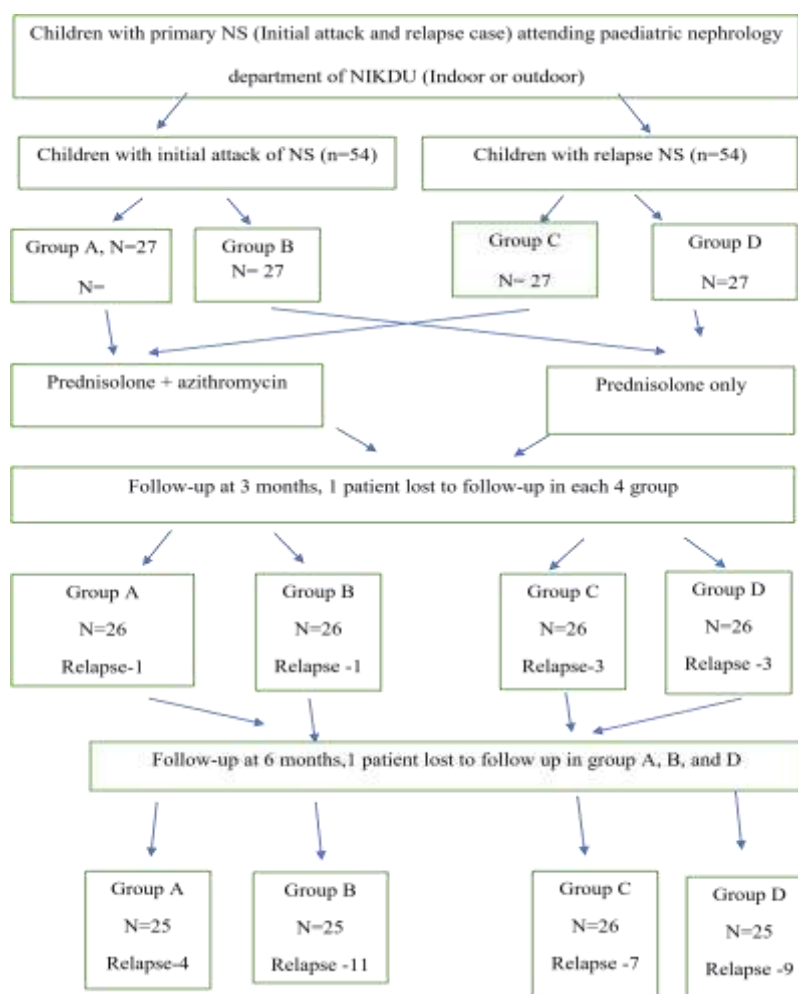 Children with primary NS (Initial attack and relapse case) attending paediatric nephrology
department of NIKDU (Indoor or outdoor)
Children with initial attack of NS (n=54)
Children with relapse NS (n=54)
Group A, N=27
N=
Group B
N= 27
Group C
N= 27
Group D
N=27
Prednisolone + azithromycin
Prednisolone only
Follow-up at 3 months, 1 patient lost to follow-up in each 4 group
Group A
N=26
Relapse-1
Group B
N=26
Relapse -1
Group C
N=26
Relapse-3
Group D
N=26
Relapse -3
Follow-up at 6 months,1 patient lost to follow up in group A, B, and D
Group A
N=25
Relapse-4
Group B
N=25
Relapse -11
Group C
N=26
Relapse -7
Group D
N=25
Relapse -9